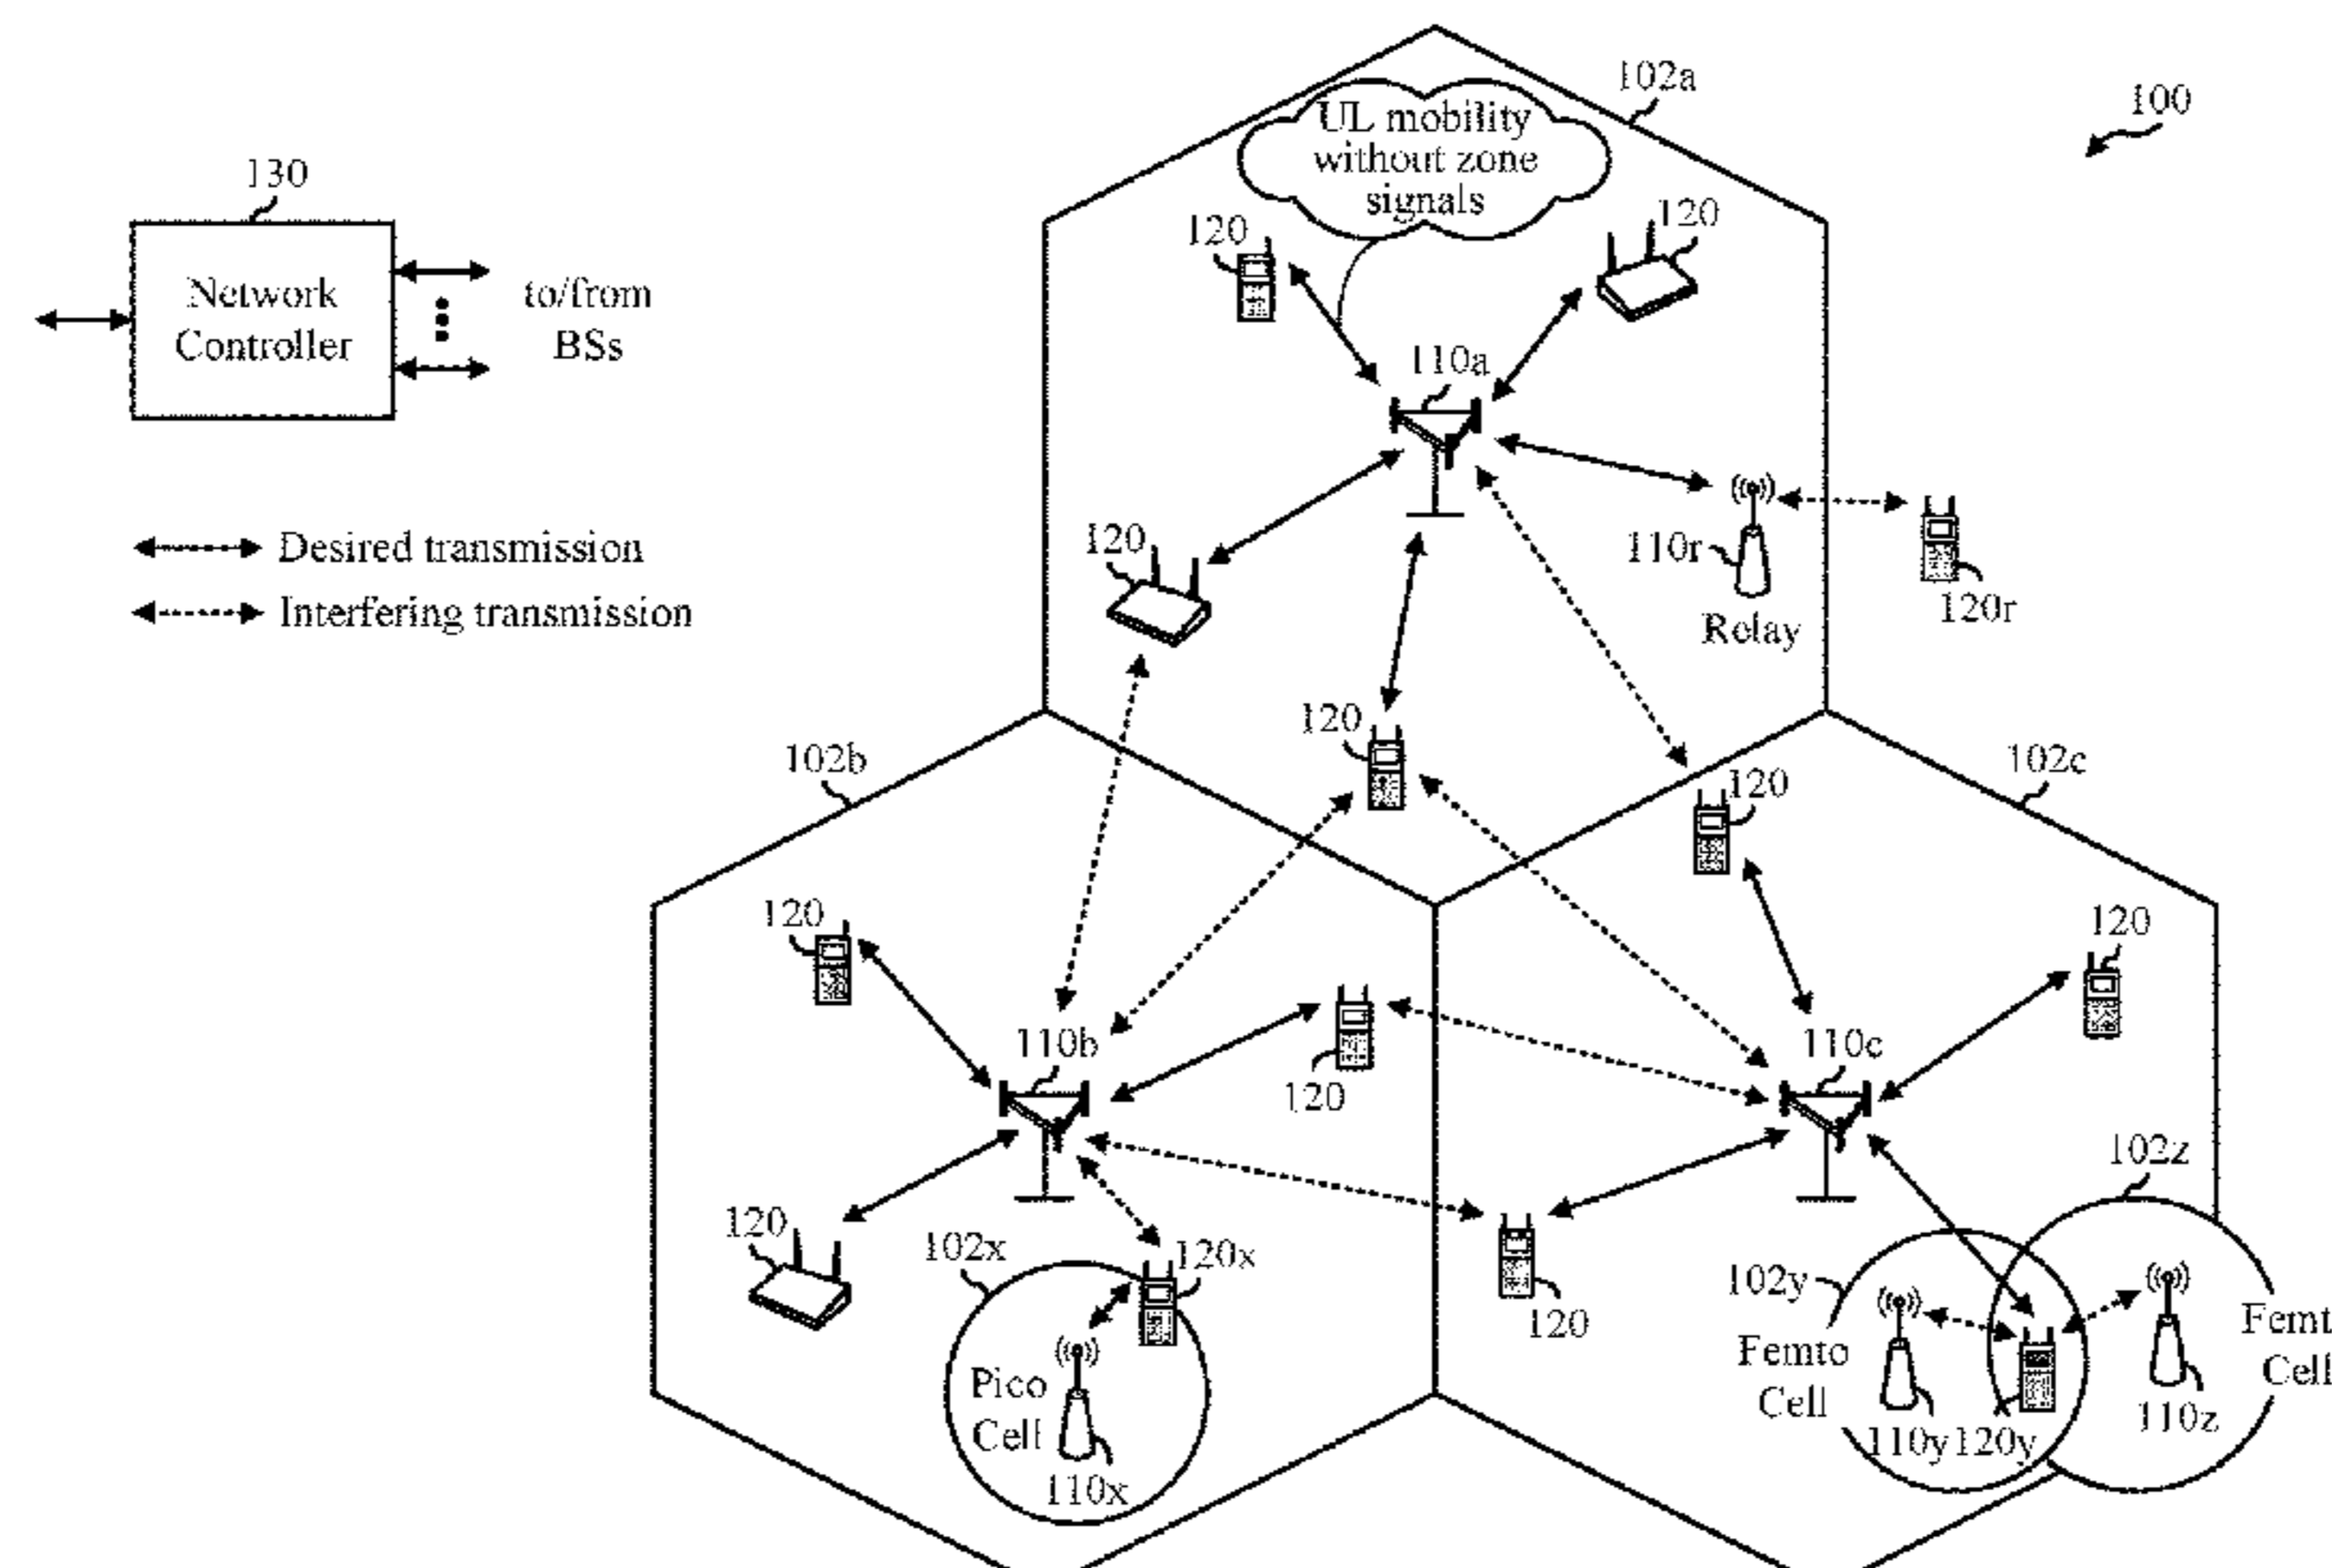 102a
100
UL mobility
without zone
signals
130
120
120
Network
Controller
to/from
BSs
110a
Desired transmission
Interfering transmission
120
110r
Relay
120r
120
102b
120
102c
120
120
110b
120
110c
102z
120
102x
120x
120
102y
Femto
Cell
Femt
Cell
Pico
Cell
110x
110y
120y
110z